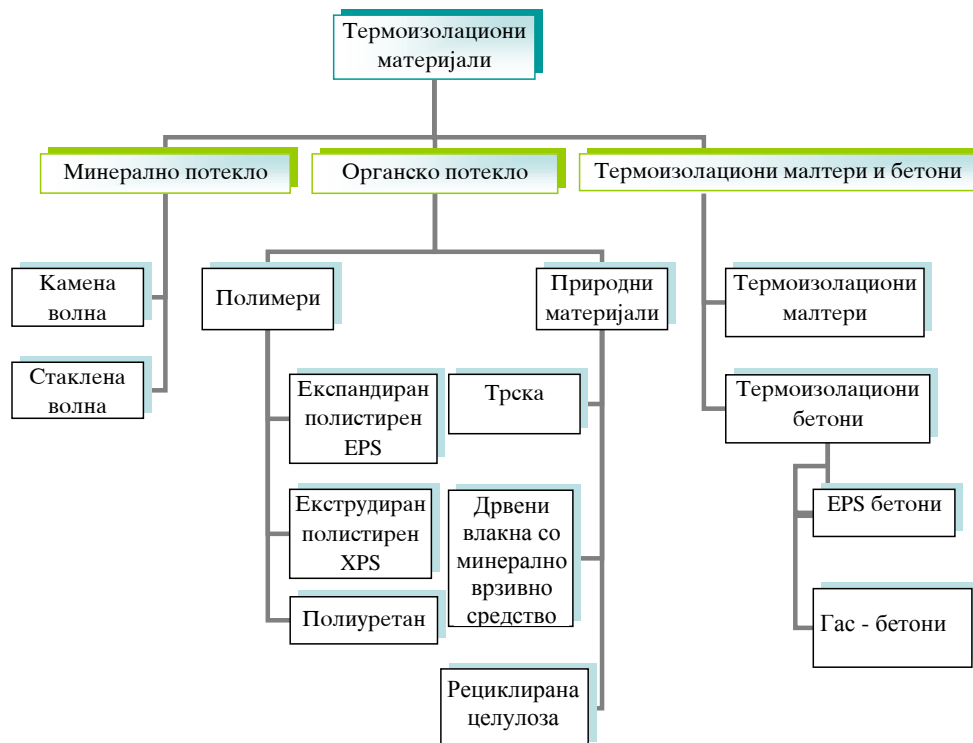 Термоизолациони
материјали
Минерално потекло
Органско потекло
Термоизолациони малтери и бетони
Камена
волна
Стаклена
волна
Полимери
Експандиран
полистирен
EPS
Екструдиран
полистирен
XPS
Полиуретан
Природни
материјали
Трска
Дрвени
влакна со
минерално
врзивно
средство
Рециклирана
целулоза
Термоизолациони
малтери
Термоизолациони
бетони
EPS бетони
Гас - бетони